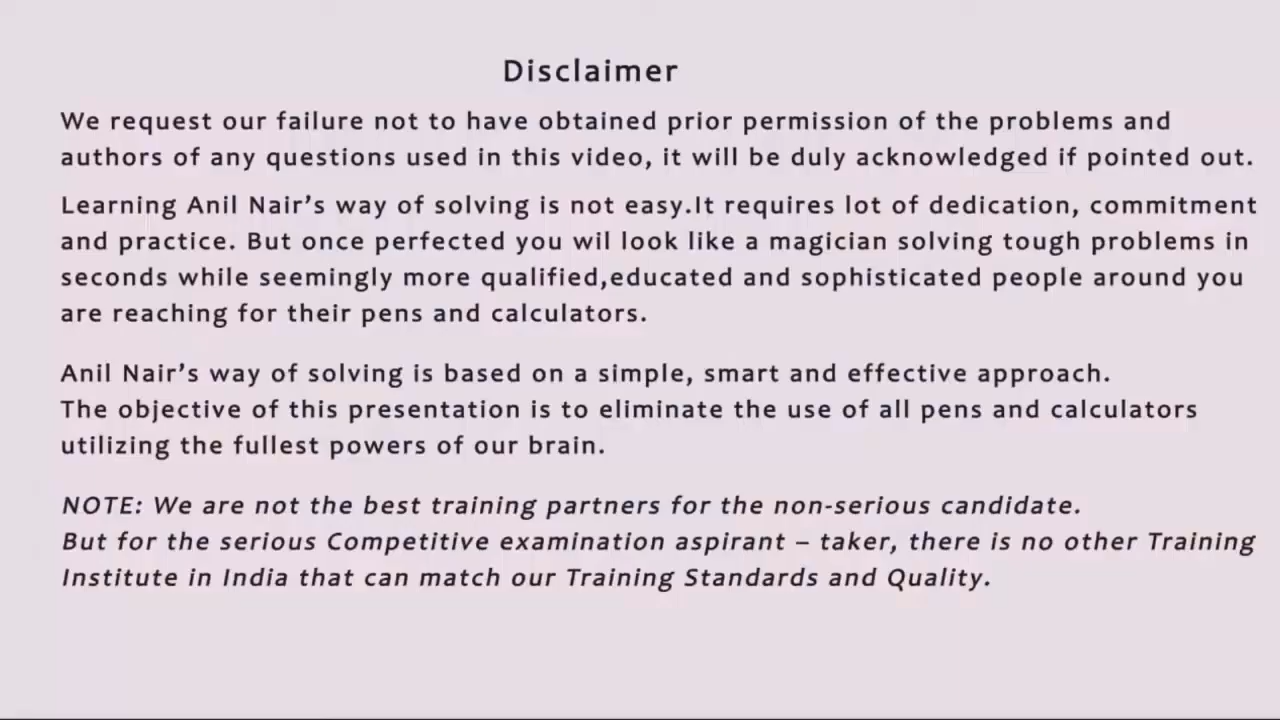 Disclaimer
We request our failure not to have obtained prior permission of the problems and
authors of any questions used in this video, it will be duly acknowledged if pointed out.
Learning Anil Nair’s way of solving is not easy.It requires lot of dedication, commitment
and practice. But once perfected you wil look like a magician solving tough problems in
seconds while seemingly more qualified,educated and sophisticated people around you
are reaching for their pens and calculators.
Anil Nair’s way of solving is based on a simple, smart and effective approach.
The objective of this presentation is to eliminate the use of all pens and calculators
utilizing the fullest powers of our brain.
NOTE: We are not the best training partners for the non-serious candidate.
But for the serious Competitive examination aspirant – taker, there is no other Training
Institute in India that can match our Training Standards and Quality.